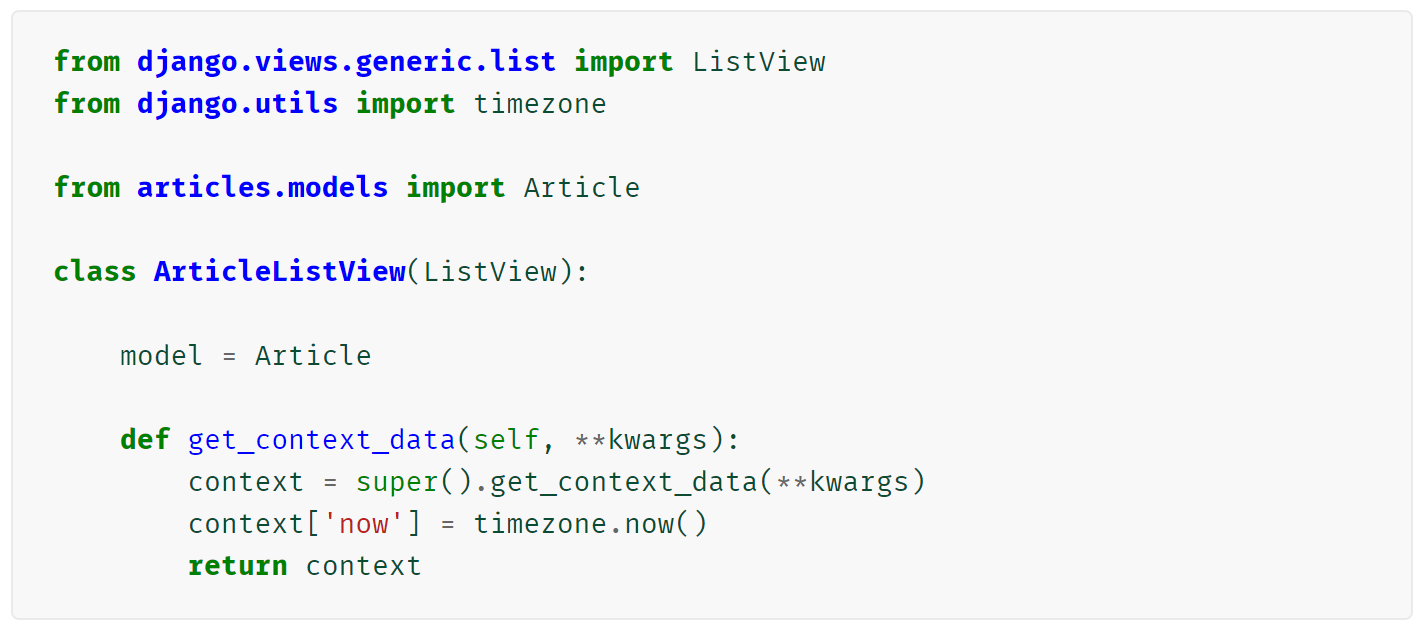 from django.views.generic.list import ListView
from django.utils import timezone

from articles.models import Article

class ArticleListView(ListView):

    model = Article

    def get_context_data(self, **kwargs):
        context = super().get_context_data(**kwargs)
        context['now'] = timezone.now()
        return context